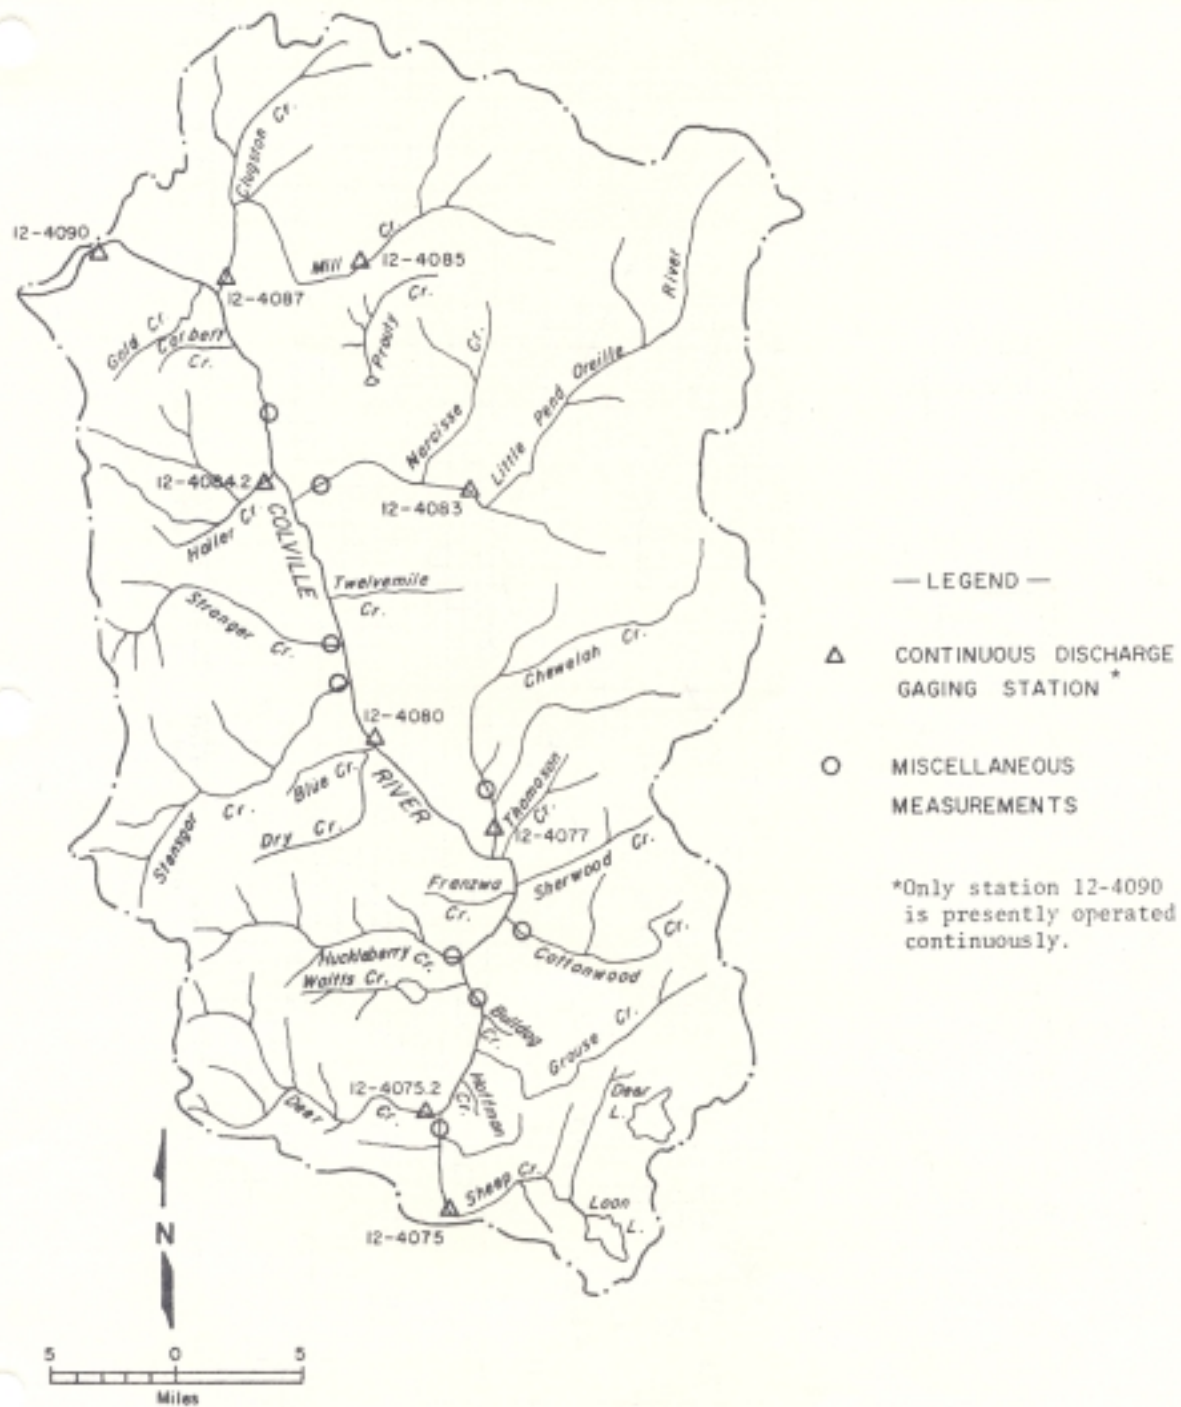 Clugston Cr.
12-4090
Cr.
12-4085
Mill
River
12-4087
Cr.
Prouty
Gold Cr.
Corbery
Cr.
Cr.
Narcisse
Little Pend Oreille
12-4084.2
12-4083
Haller Cr.
COLVILLE
Twelvemile
Cr.
Stranger Cr.
Chewelah Cr.
— LEGEND —
△ CONTINUOUS DISCHARGE
GAGING STATION *
12-4080
RIVER
Blue Cr.
Dry Cr.
Stensgar Cr.
Thomason
Cr.
12-4077
○ MISCELLANEOUS
MEASUREMENTS
Sherwood Cr.
Franzwa
Cr.
*Only station 12-4090
is presently operated
continuously.
Cottonwood Cr.
Huckleberry Cr.
Waitts Cr.
Bulldog
Cr.
Grouse Cr.
12-4075.2
Deer Cr.
Hoffman
Cr.
Deer
L.
Sheep Cr.
Loon
L.
12-4075
N
5 0 5
Miles